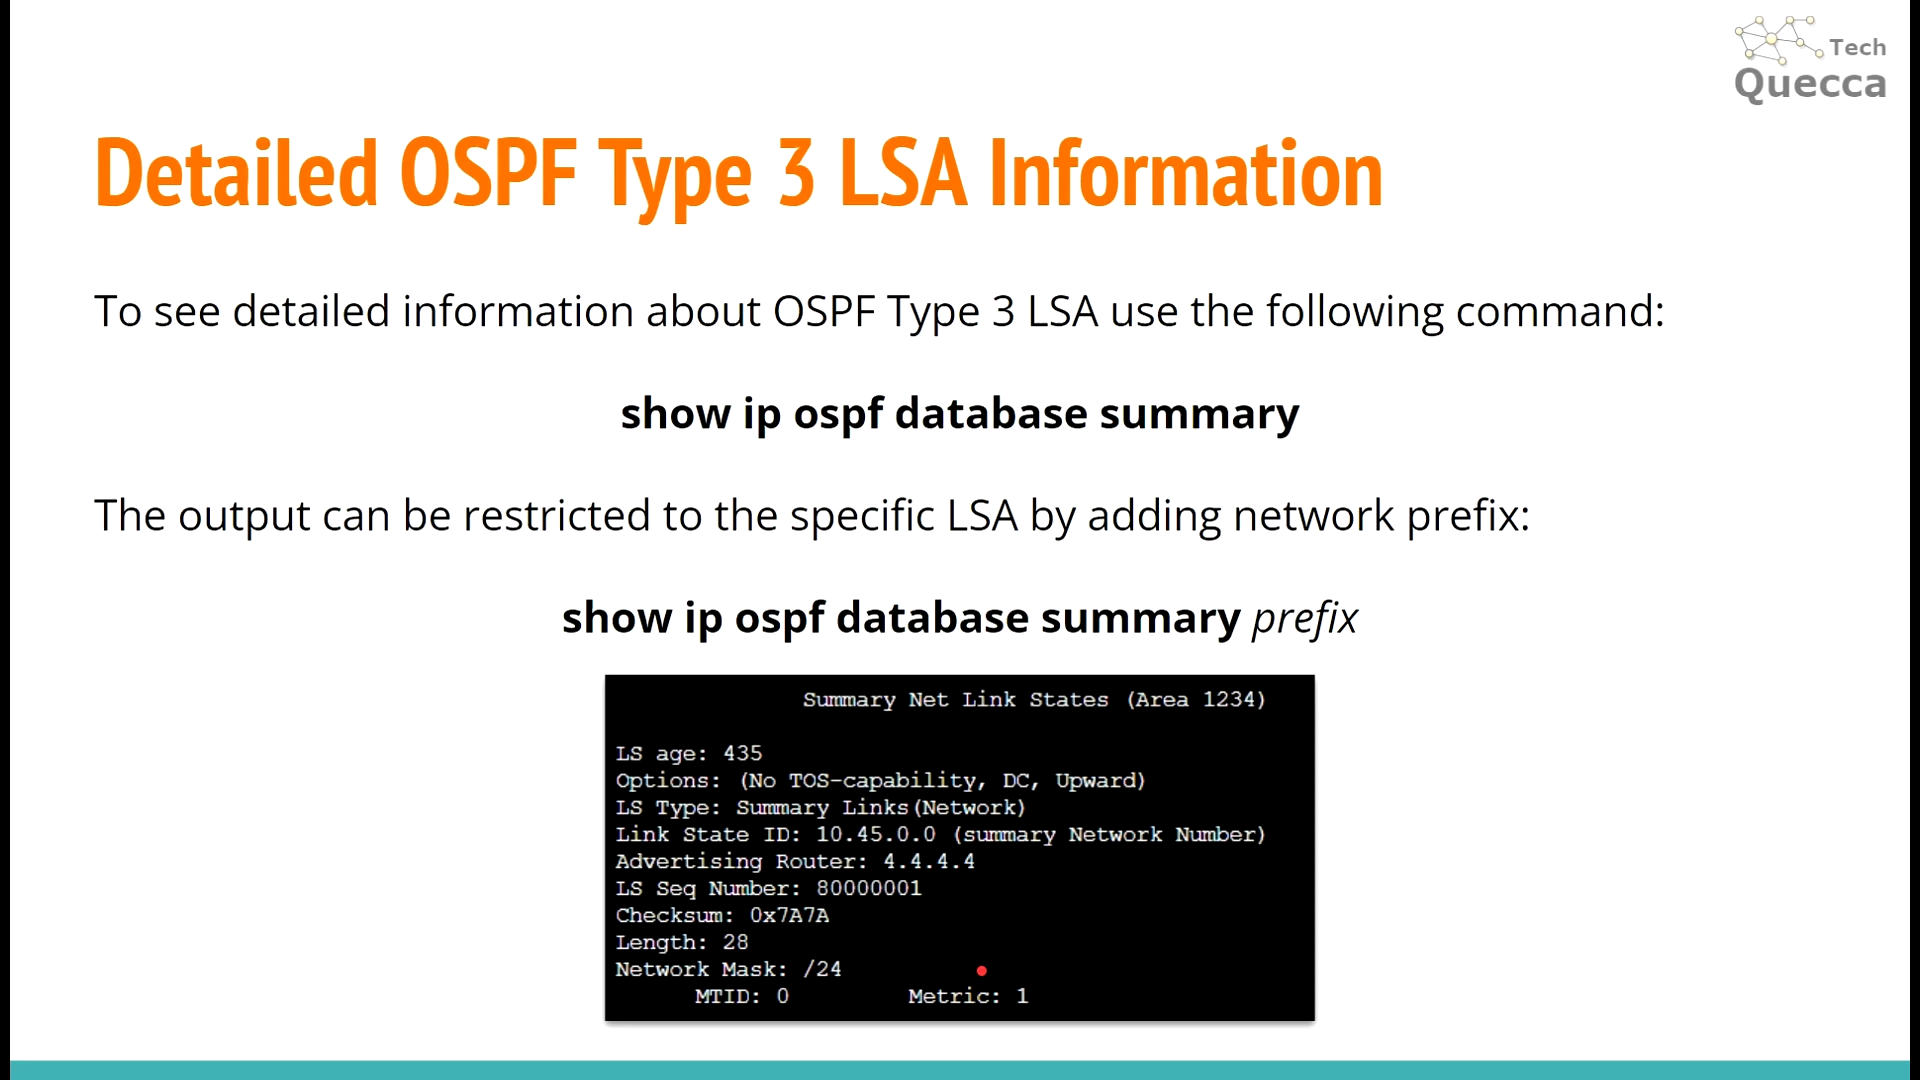 Tech
Quecca
Detailed OSPF Type 3 LSA Information
To see detailed information about OSPF Type 3 LSA use the following command:
show ip ospf database summary
The output can be restricted to the specific LSA by adding network prefix:
show ip ospf database summary prefix
Summary Net Link States (Area 1234)
LS age: 435
Options: (No TOS-capability, DC, Upward)
LS Type: Summary Links(Network)
Link State ID: 10.45.0.0 (summary Network Number)
Advertising Router: 4.4.4.4
LS Seq Number: 80000001
Checksum: 0x7A7A
Length: 28
Network Mask: /24
MTID: 0 Metric: 1